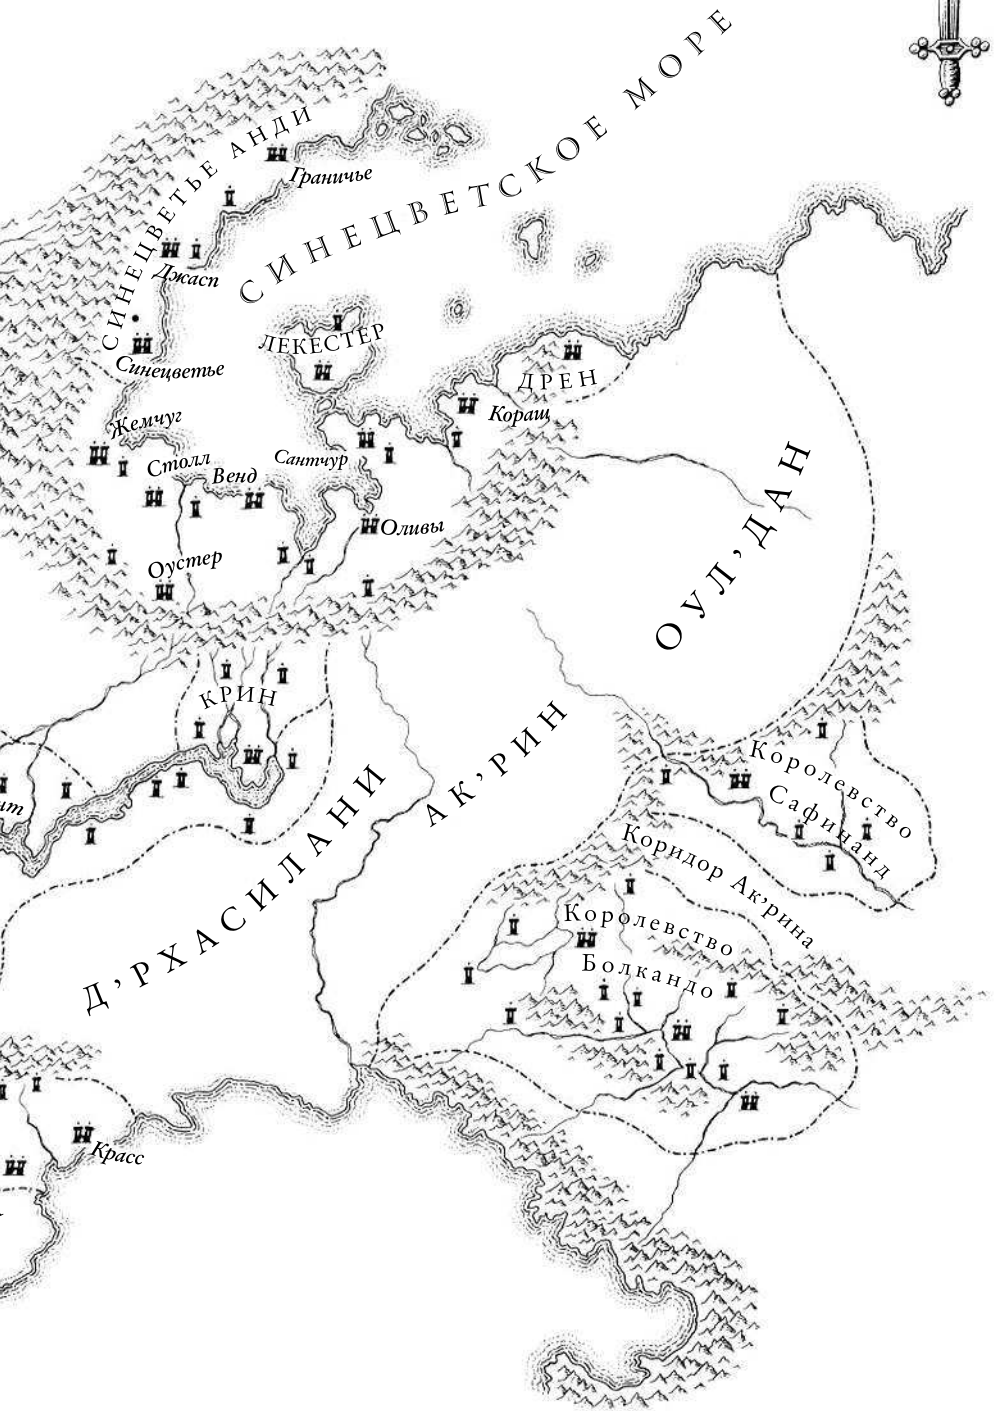 СИНЕЦВЕТСКОЕ МОРЕ
СИНЕЦВЕТЬЕ АНДИ
Граничье
Джасп
Синецветье
ЛЕКЕСТЕР
ДРЕН
Коращ
Жемчуг
Столл
Венд
Сантчур
Оливы
Оустер
ОУЛ’ДАН
КРИН
АК’РИН
Д’РХАСИЛАНИ
Королевство
Сафинанд
Коридор Ак’рина
Королевство
Болкандо
Красс